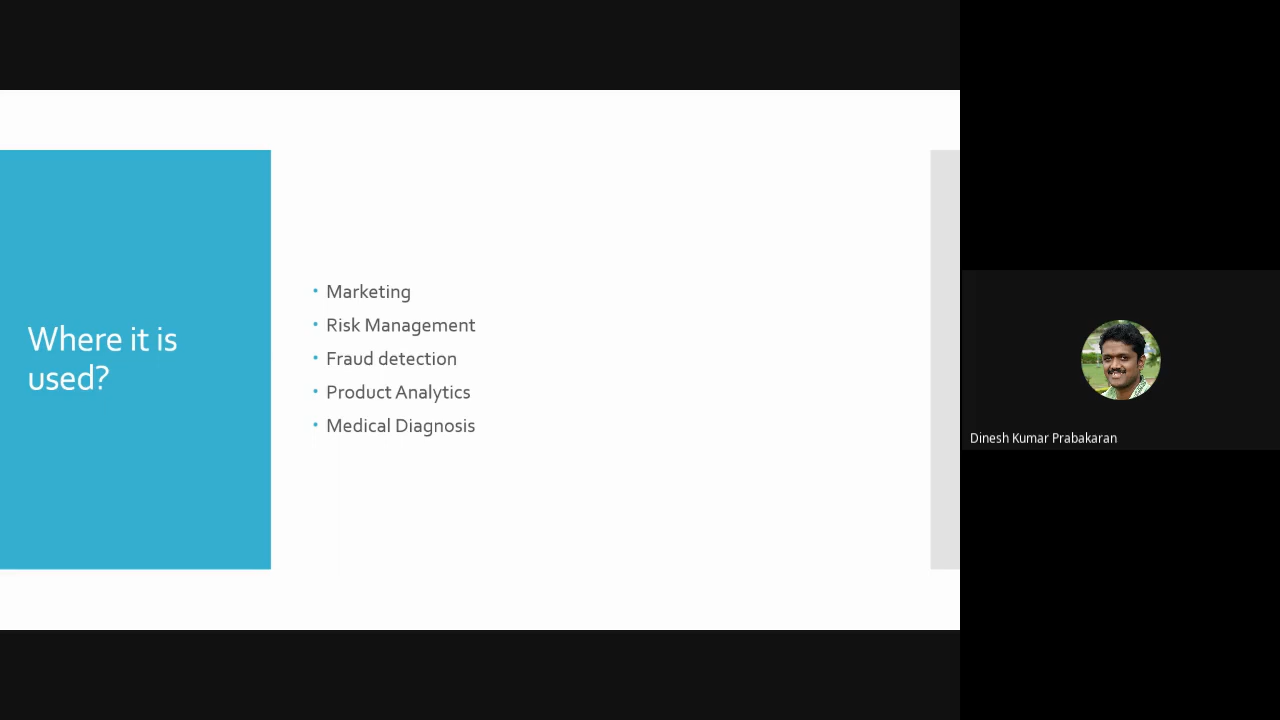 Where it is
used?
• Marketing
• Risk Management
• Fraud detection
• Product Analytics
• Medical Diagnosis
Dinesh Kumar Prabakaran